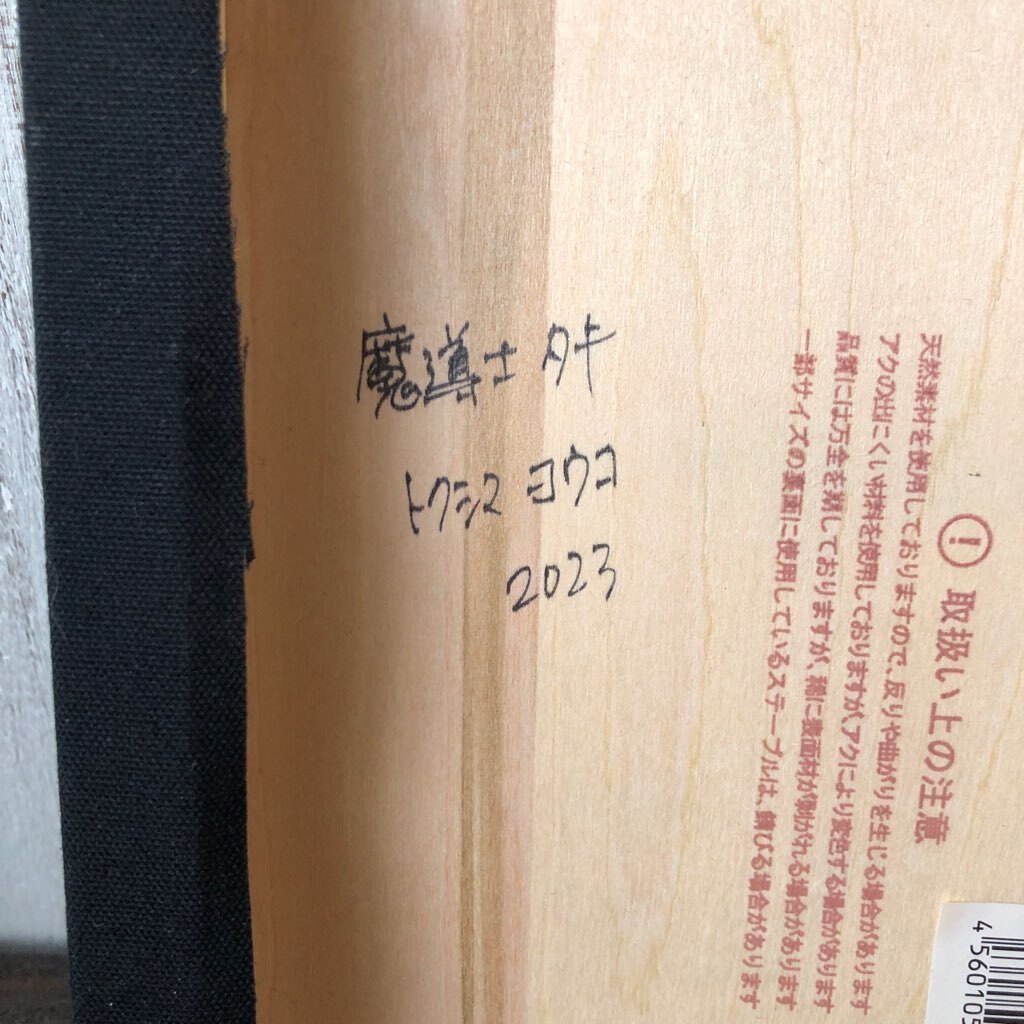 魔導士 タキ
トクシマ ヨウコ
2023
取扱い上の注意
天然素材を使用しておりますので、反りや曲がりを生じる場合があります
アクの出にくい材料を使用しておりますが、アクにより変色する場合があります
品質には万全を期しておりますが、稀に表面材が剝がれる場合があります
一部サイズの裏面に使用しているステープルは、錆びる場合があります
4 560105